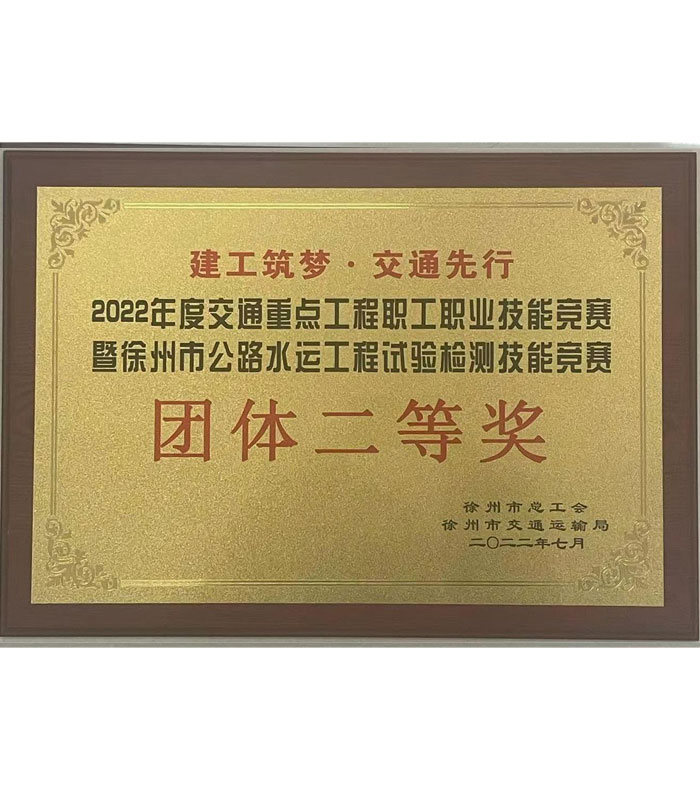 建工筑梦·交通先行
2022年度交通重点工程职工职业技能竞赛
暨徐州市公路水运工程试验检测技能竞赛
团体二等奖
徐州市总工会
徐州市交通运输局
二〇二二年七月